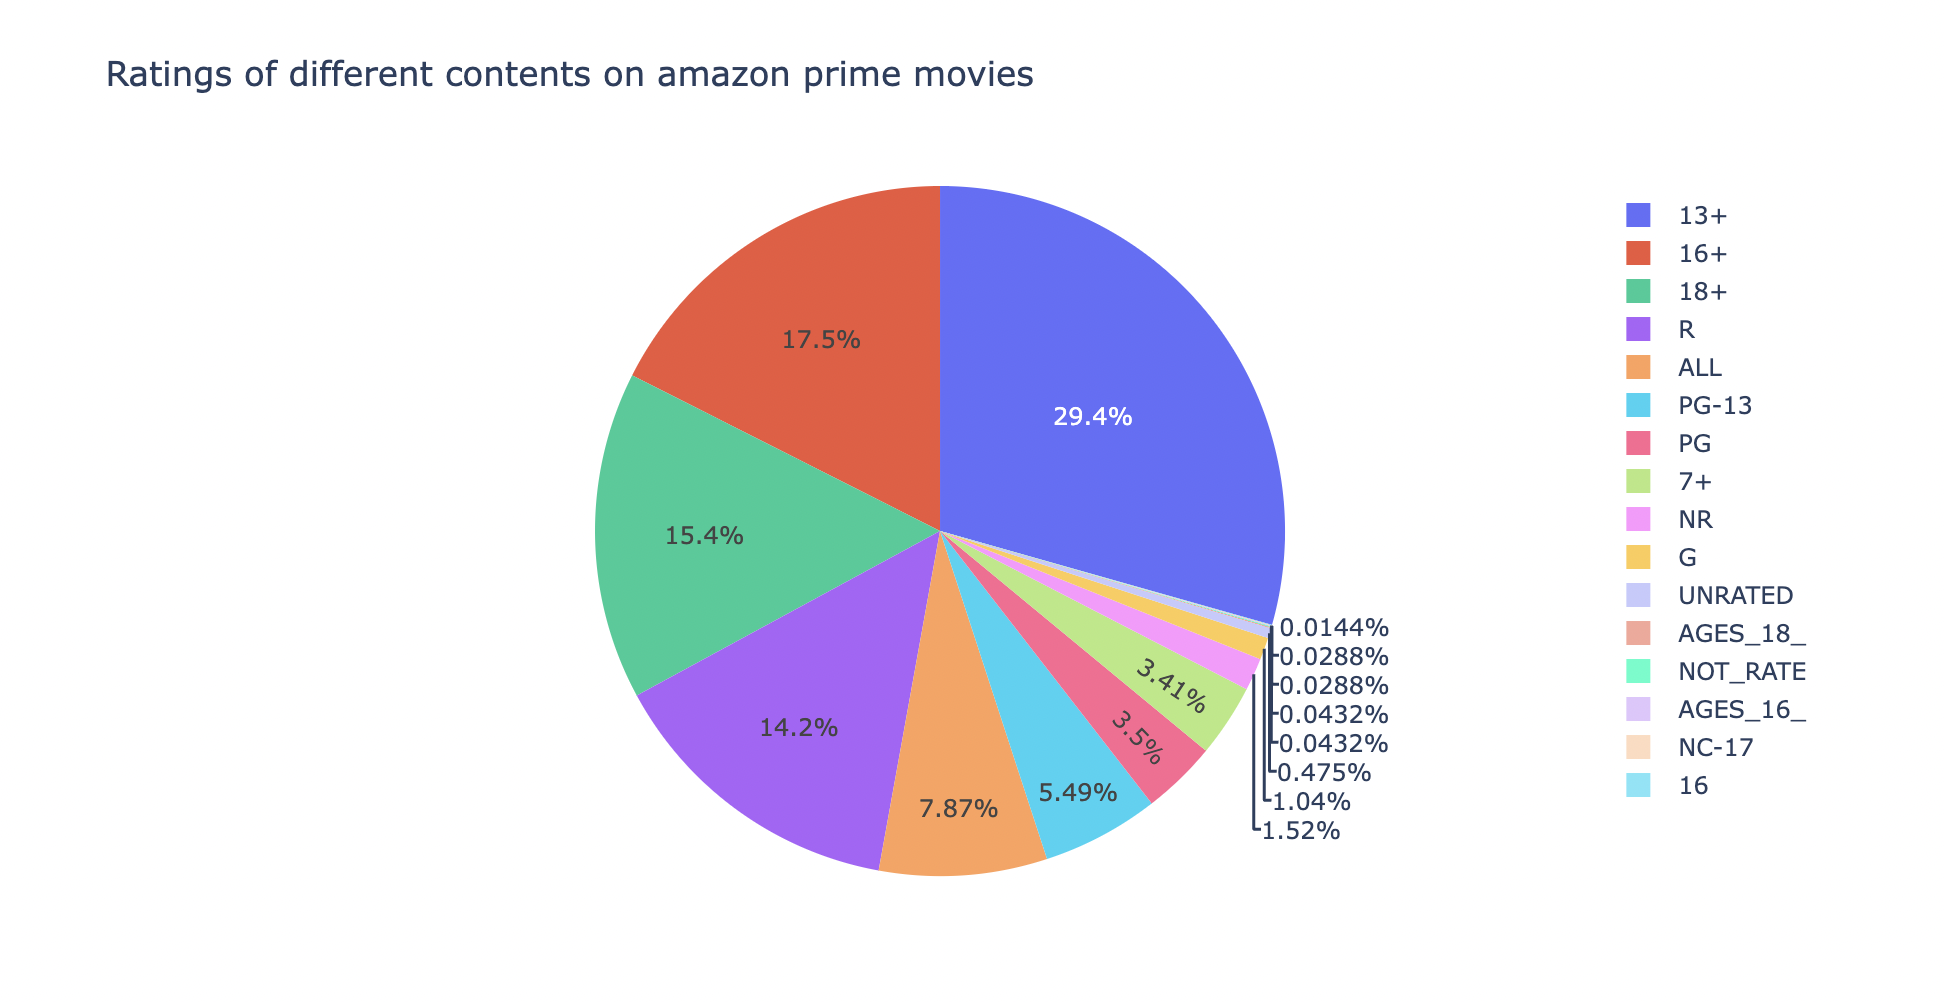 Ratings of different contents on amazon prime movies
17.5%
29.4%
15.4%
14.2%
7.87%
5.49%
3.5%
3.41%
0.0144%
0.0288%
0.0288%
0.0432%
0.0432%
0.475%
1.04%
1.52%
13+
16+
18+
R
ALL
PG-13
PG
7+
NR
G
UNRATED
AGES_18_
NOT_RATE
AGES_16_
NC-17
16